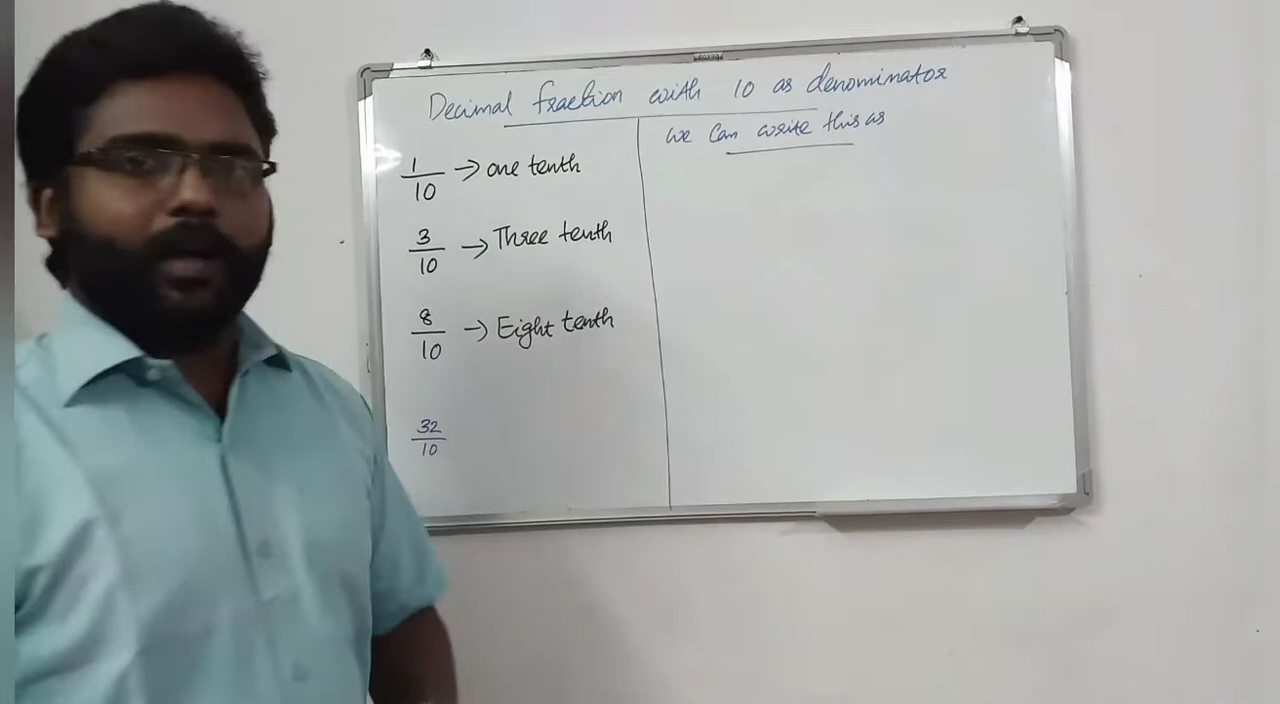 Decimal fraction with 10 as denominator
we can write this as
1/10 → one tenth
3/10 → Three tenth
8/10 → Eight tenth
32/10